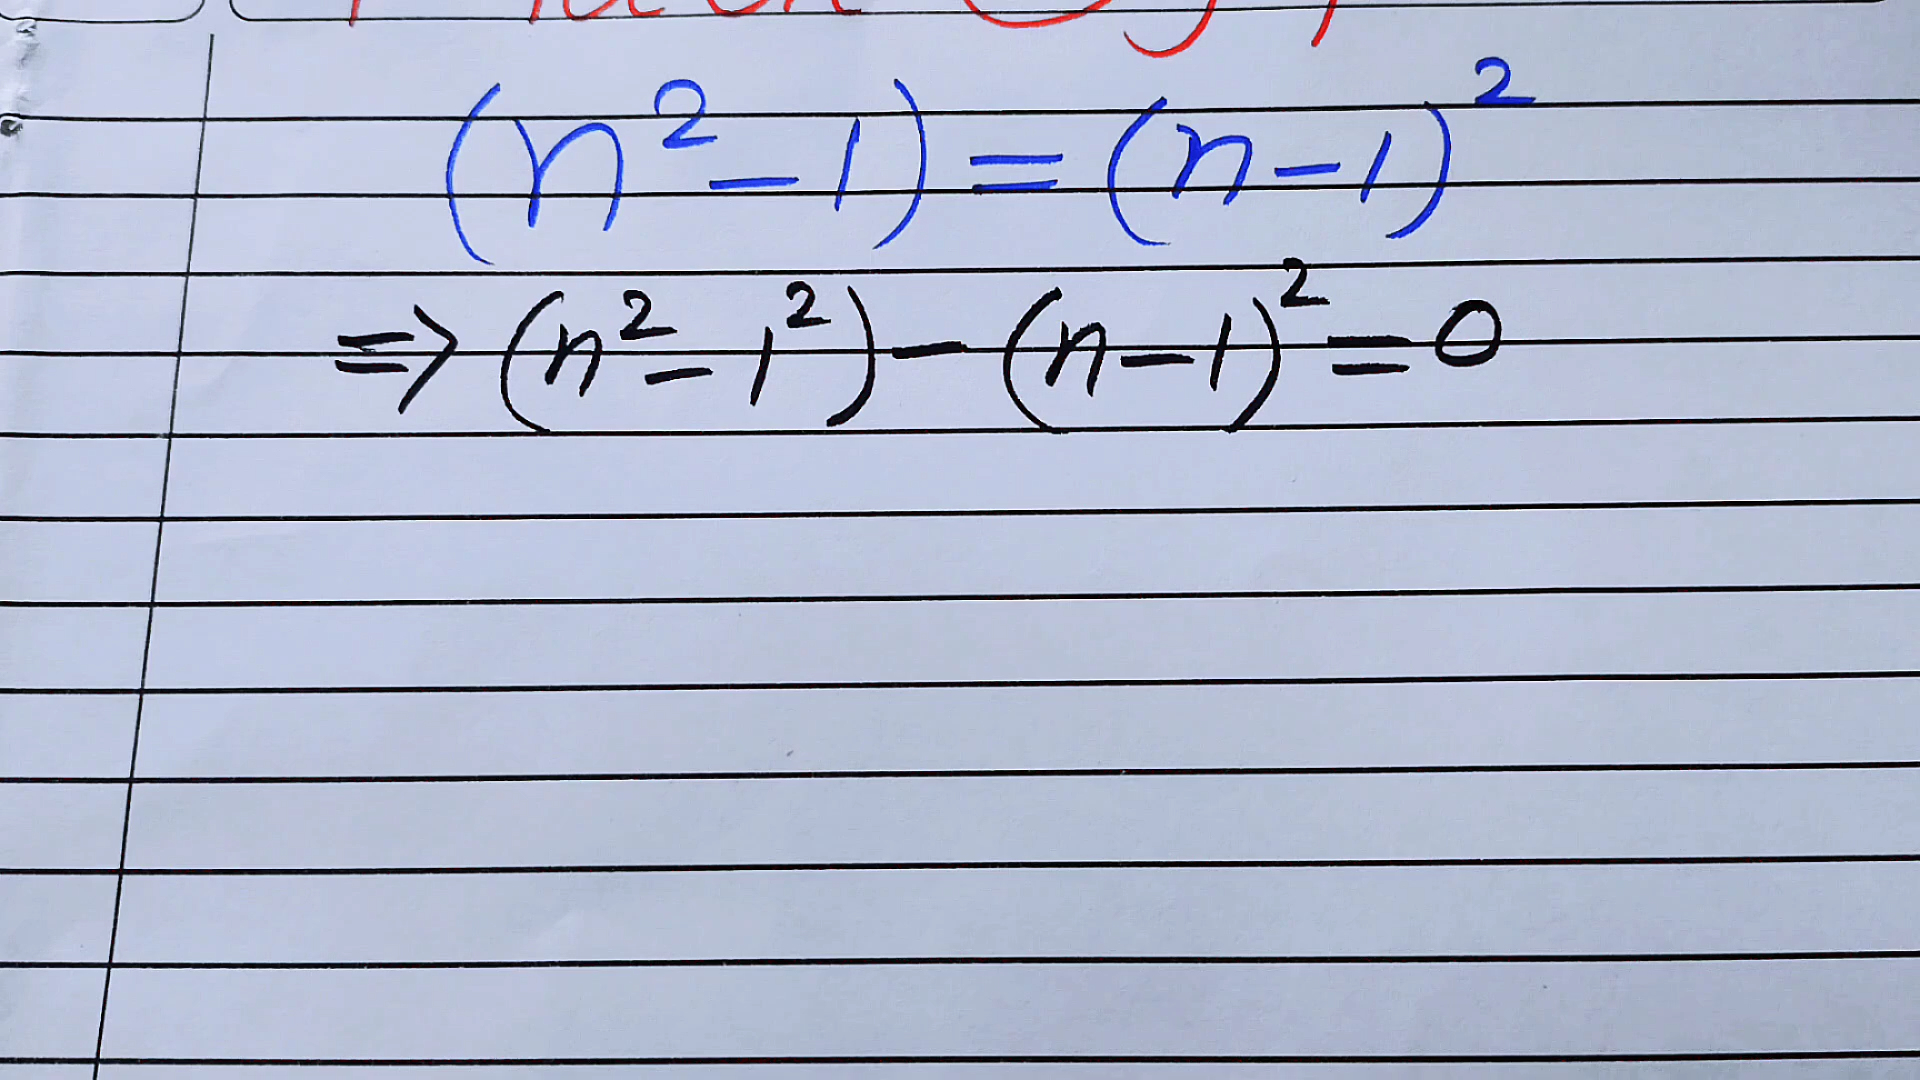 (n² - 1) = (n - 1)²
⇒ (n² - 1²) - (n - 1)² = 0